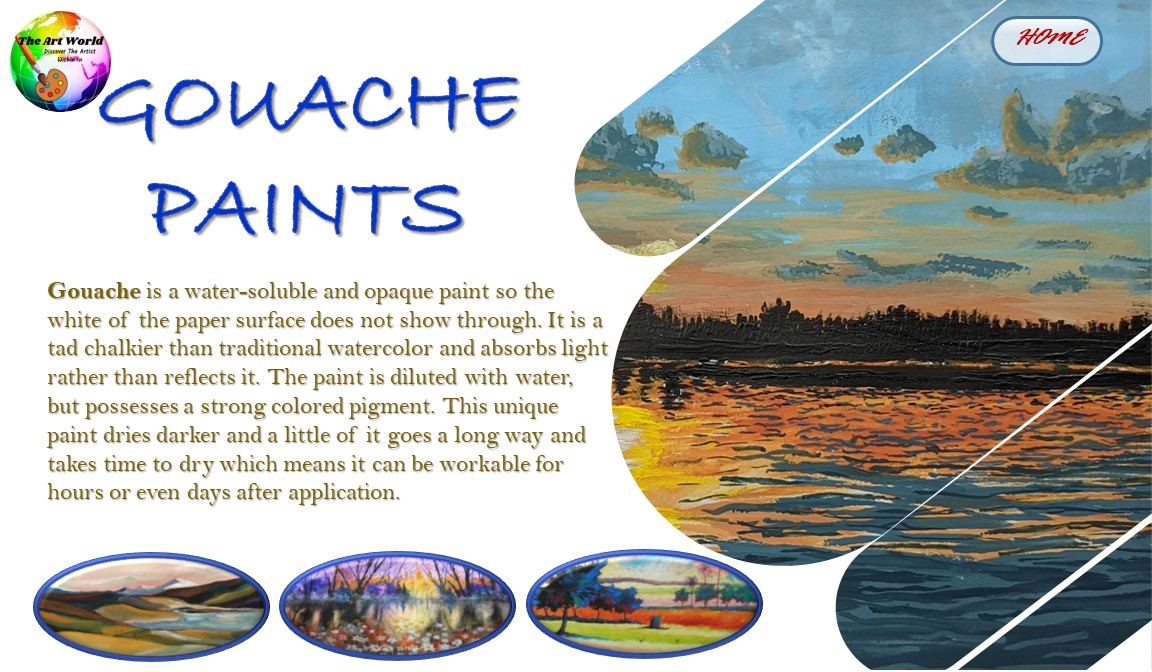 The Art World
Discover The Artist
Within In
HOME
GOUACHE
PAINTS
Gouache is a water-soluble and opaque paint so the
white of the paper surface does not show through. It is a
tad chalkier than traditional watercolor and absorbs light
rather than reflects it. The paint is diluted with water,
but possesses a strong colored pigment. This unique
paint dries darker and a little of it goes a long way and
takes time to dry which means it can be workable for
hours or even days after application.